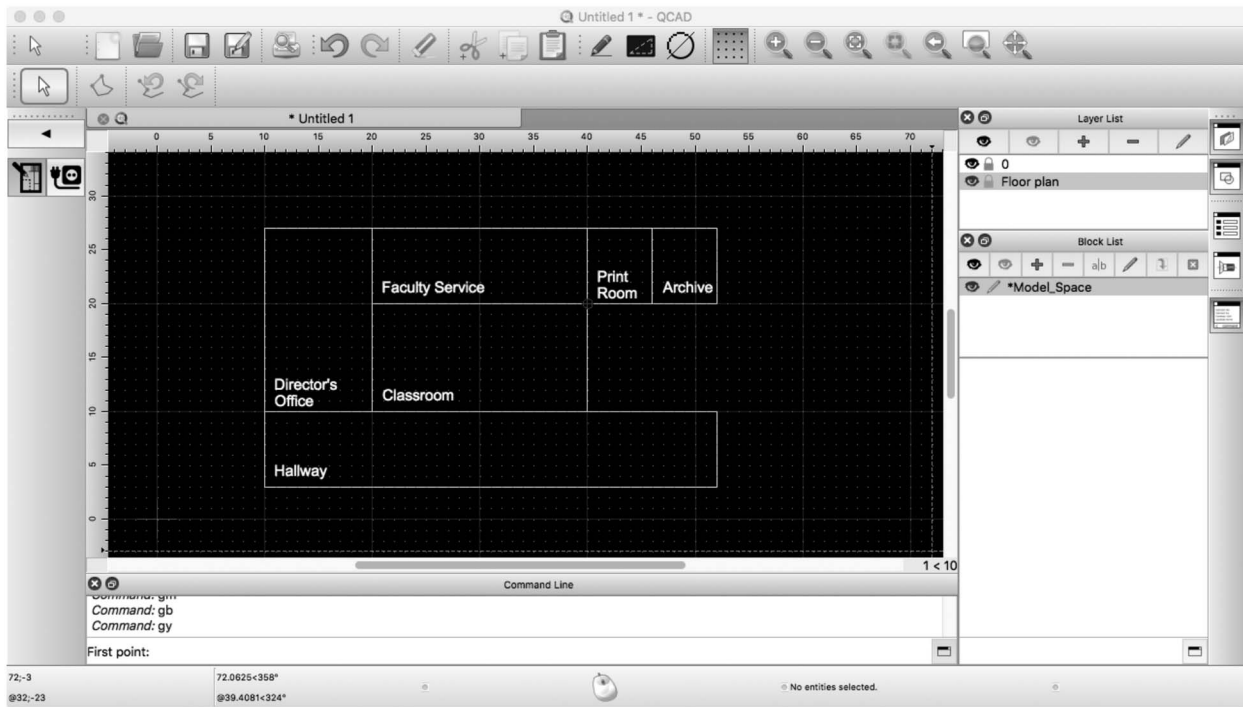 Untitled 1 * - QCAD
* Untitled 1
0 5 10 15 20 25 30 35 40 45 50 55 60 65 70
30
25
20
15
10
5
0
Faculty Service
Print
Room
Archive
Director's
Office
Classroom
Hallway
1 < 10
Layer List
0
Floor plan
Block List
a|b
*Model_Space
Command Line
Command: gm
Command: gb
Command: gy
First point:
72;-3
@32;-23
72.0625<358°
@39.4081<324°
No entities selected.